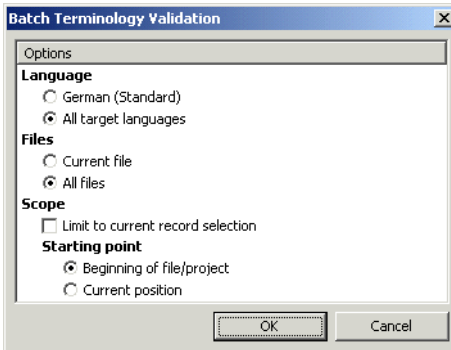 Batch Terminology Validation
Options
Language
German (Standard)
All target languages
Files
Current file
All files
Scope
Limit to current record selection
Starting point
Beginning of file/project
Current position
OK
Cancel